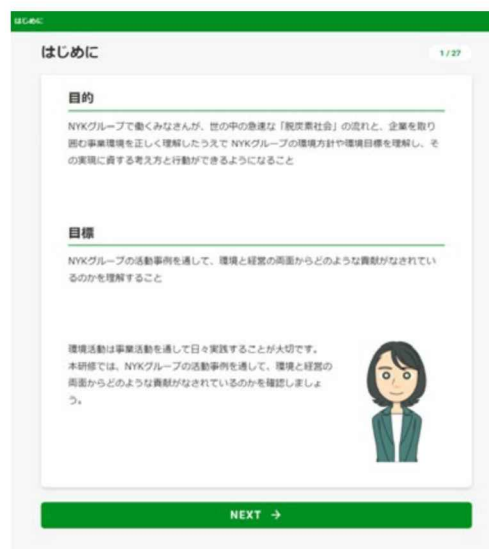 はじめに
はじめに
1 / 27
目的
NYKグループで働くみなさんが、世の中の急速な「脱炭素社会」の流れと、企業を取り
囲む事業環境を正しく理解したうえで NYKグループの環境方針や環境目標を理解し、そ
の実現に資する考え方と行動ができるようになること
目標
NYKグループの活動事例を通して、環境と経営の両面からどのような貢献がなされてい
るのかを理解すること
環境活動は事業活動を通して日々実践することが大切です。
本研修では、NYKグループの活動事例を通して、環境と経営の
両面からどのような貢献がなされているのかを確認しましょ
う。
NEXT →